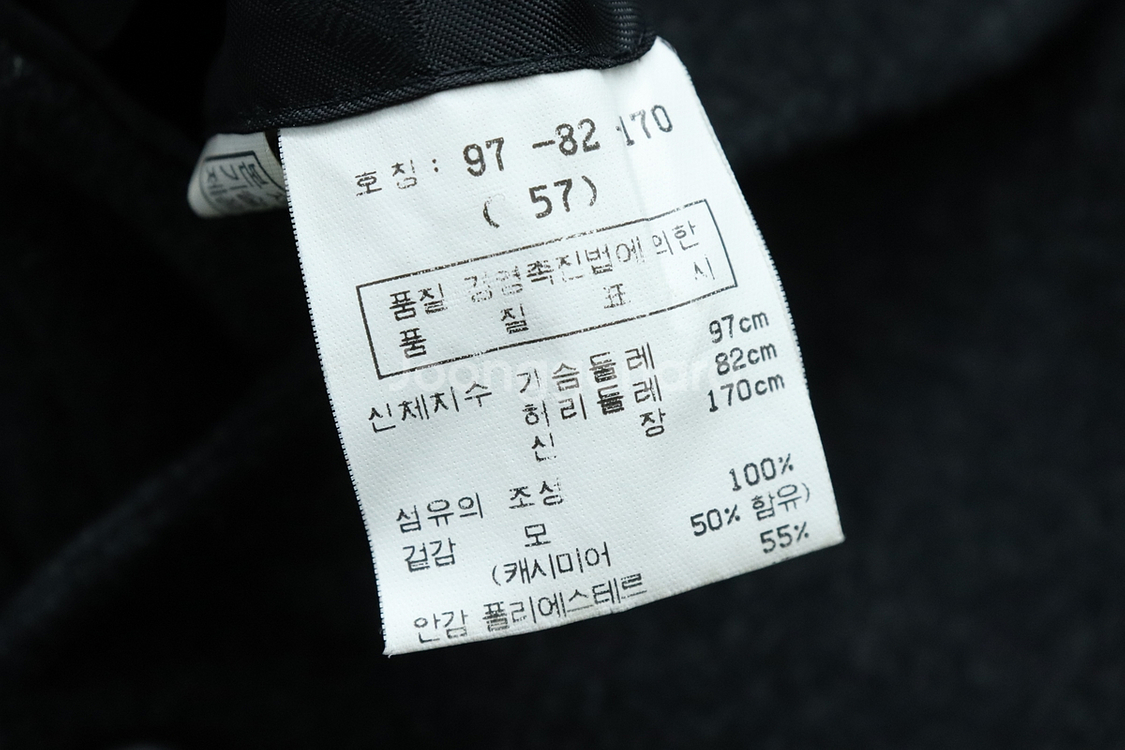 호칭: 97 -82 170
( 57)
품질 경영촉진법에 의한
품 질 표 시
신체치수 가슴둘레 97cm
허리둘레 82cm
신 장 170cm
섬유의 조성
겉감 모 100%
(캐시미어 50% 함유)
안감 폴리에스테르 55%